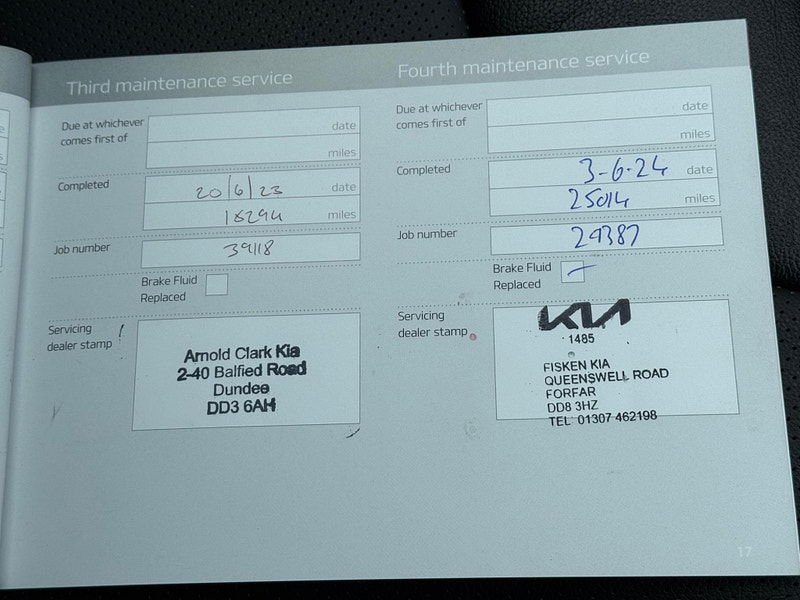 Third maintenance service
Due at whichever
comes first of
date
miles
Completed
20/6/23 date
18294 miles
Job number
39118
Brake Fluid
Replaced
Servicing
dealer stamp
Arnold Clark Kia
2-40 Balfied Road
Dundee
DD3 6AH
Fourth maintenance service
Due at whichever
comes first of
date
miles
Completed
3-6-24 date
25014 miles
Job number
29387
Brake Fluid
Replaced
Servicing
dealer stamp
KIA
1485
FISKEN KIA
QUEENSWELL ROAD
FORFAR
DD8 3HZ
TEL: 01307 462198
17